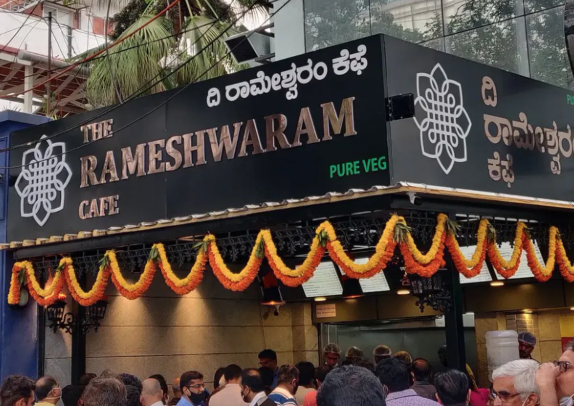 ದಿ ರಾಮೇಶ್ವರಂ ಕೆಫೆ
THE
RAMESHWARAM
CAFE
PURE VEG
ದಿ
ರಾಮೇಶ್ವರಂ
ಕೆಫೆ